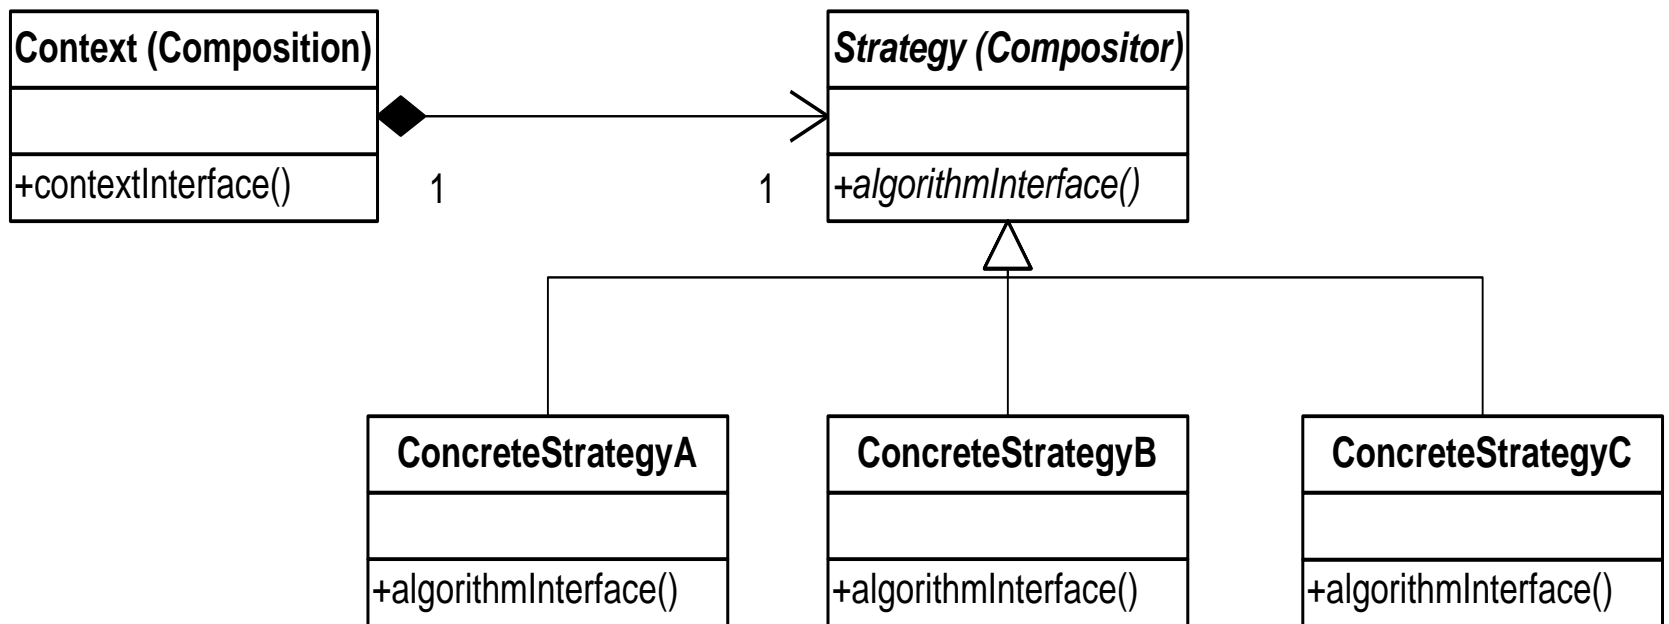 Context (Composition)
Strategy (Compositor)
+contextInterface()
1
1
+algorithmInterface()
ConcreteStrategyA
ConcreteStrategyB
ConcreteStrategyC
+algorithmInterface()
+algorithmInterface()
+algorithmInterface()